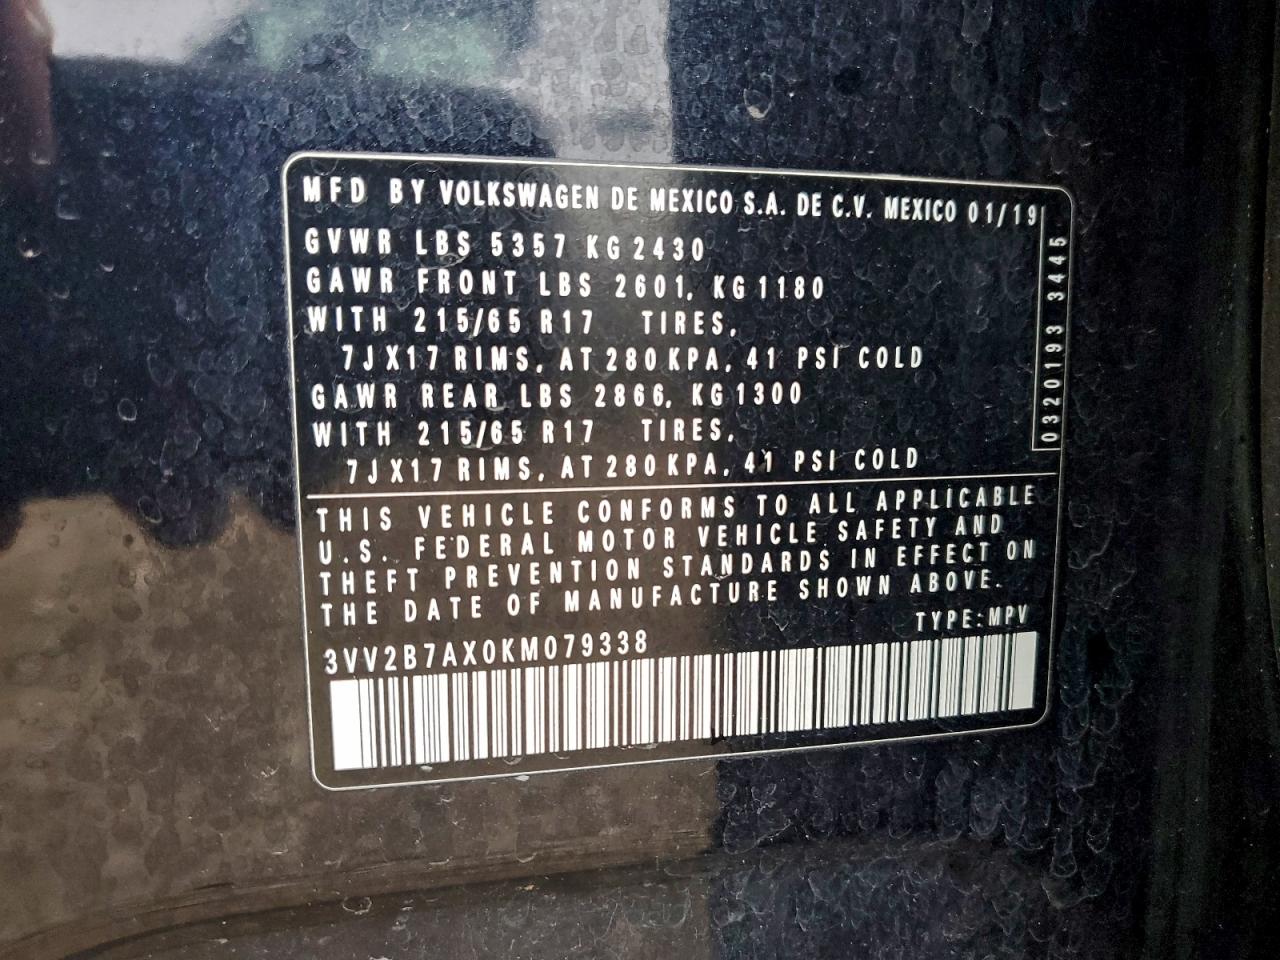 MFD BY VOLKSWAGEN DE MEXICO S.A. DE C.V. MEXICO 01/19
GVWR LBS 5357 KG 2430
GAWR FRONT LBS 2601, KG 1180
WITH 215/65 R17 TIRES,
7JX17 RIMS, AT 280 KPA, 41 PSI COLD
GAWR REAR LBS 2866, KG 1300
WITH 215/65 R17 TIRES,
7JX17 RIMS, AT 280 KPA, 41 PSI COLD
0320193 3445
THIS VEHICLE CONFORMS TO ALL APPLICABLE
U.S. FEDERAL MOTOR VEHICLE SAFETY AND
THEFT PREVENTION STANDARDS IN EFFECT ON
THE DATE OF MANUFACTURE SHOWN ABOVE.
TYPE:MPV
3VV2B7AX0KM079338